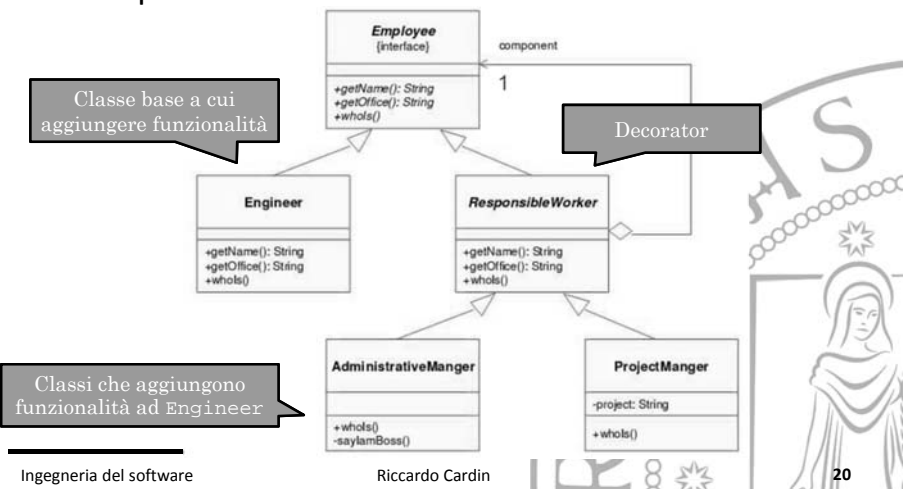 Employee
{interface}
+getName(): String
+getOffice(): String
+whoIs()
component
1
Classe base a cui
aggiungere funzionalità
Decorator
Engineer
+getName(): String
+getOffice(): String
+whoIs()
ResponsibleWorker
+getName(): String
+getOffice(): String
+whoIs()
AdministrativeManger
+whoIs()
-sayIamBoss()
ProjectManger
-project: String
+whoIs()
Classi che aggiungono
funzionalità ad Engineer
Ingegneria del software
Riccardo Cardin
20